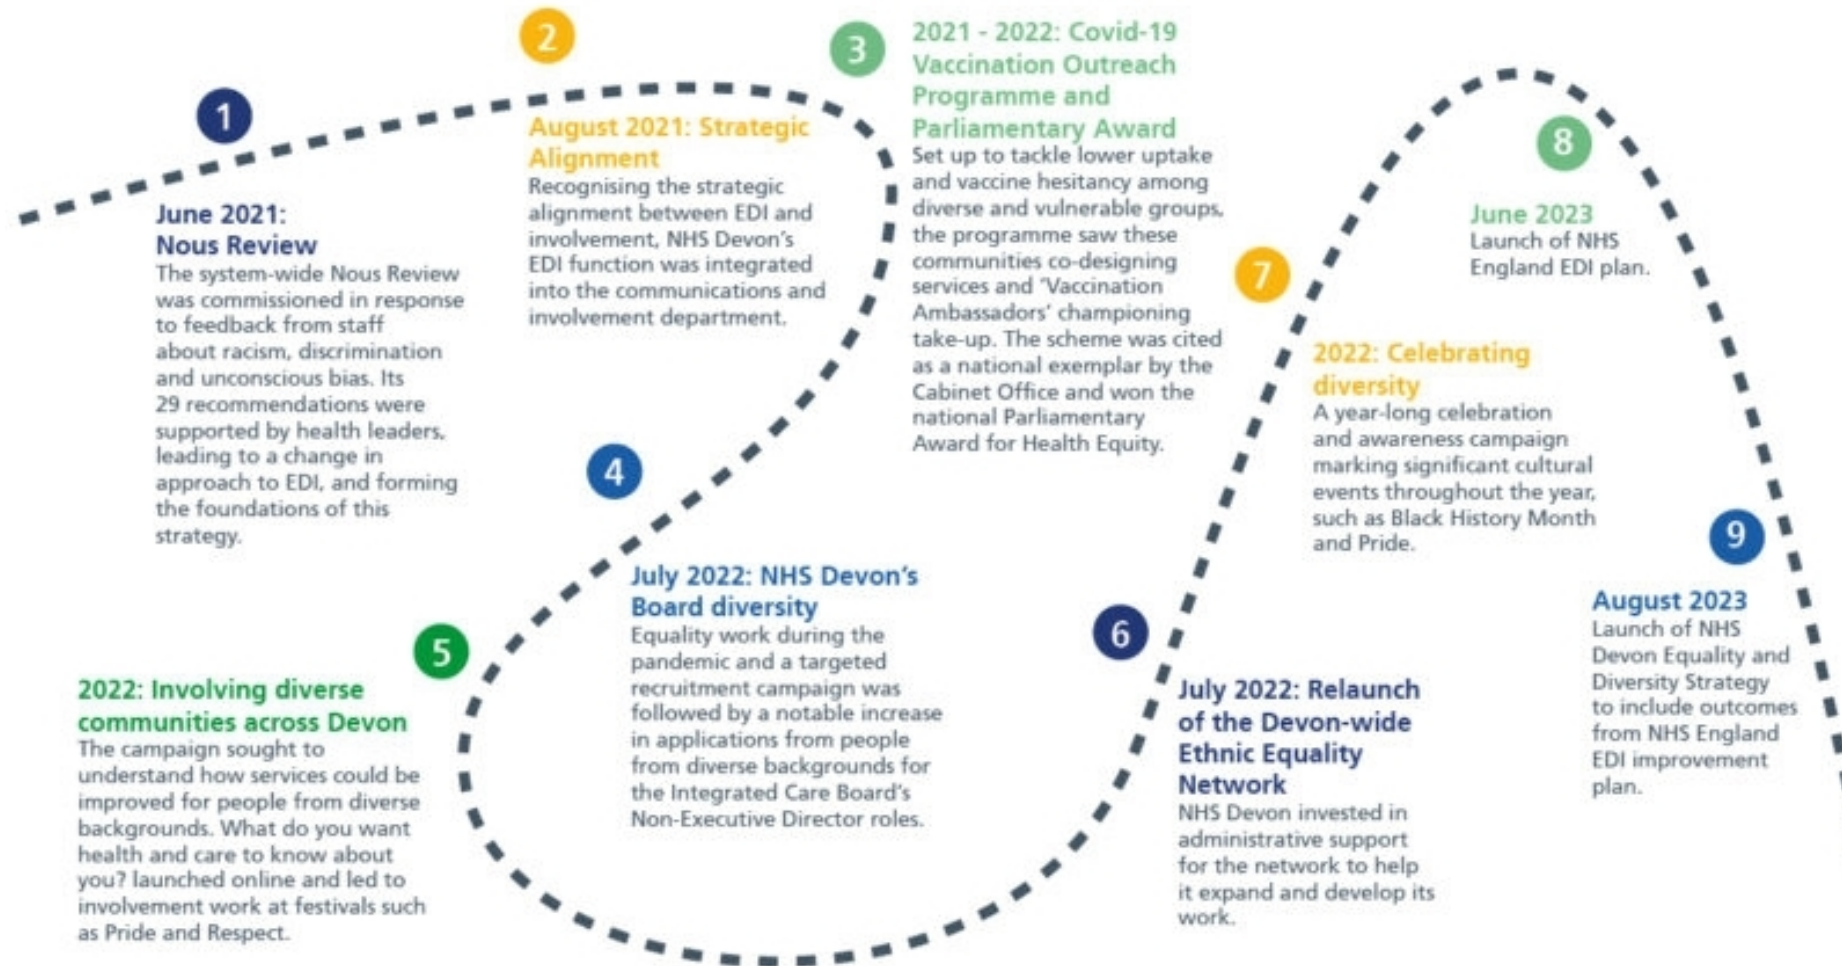 1
June 2021:
Nous Review
The system-wide Nous Review
was commissioned in response
to feedback from staff
about racism, discrimination
and unconscious bias. Its
29 recommendations were
supported by health leaders,
leading to a change in
approach to EDI, and forming
the foundations of this
strategy.
2
August 2021: Strategic
Alignment
Recognising the strategic
alignment between EDI and
involvement, NHS Devon's
EDI function was integrated
into the communications and
involvement department.
3
2021 - 2022: Covid-19
Vaccination Outreach
Programme and
Parliamentary Award
Set up to tackle lower uptake
and vaccine hesitancy among
diverse and vulnerable groups,
the programme saw these
communities co-designing
services and 'Vaccination
Ambassadors' championing
take-up. The scheme was cited
as a national exemplar by the
Cabinet Office and won the
national Parliamentary
Award for Health Equity.
4
July 2022: NHS Devon's
Board diversity
Equality work during the
pandemic and a targeted
recruitment campaign was
followed by a notable increase
in applications from people
from diverse backgrounds for
the Integrated Care Board's
Non-Executive Director roles.
5
2022: Involving diverse
communities across Devon
The campaign sought to
understand how services could be
improved for people from diverse
backgrounds. What do you want
health and care to know about
you? launched online and led to
involvement work at festivals such
as Pride and Respect.
6
July 2022: Relaunch
of the Devon-wide
Ethnic Equality
Network
NHS Devon invested in
administrative support
for the network to help
it expand and develop its
work.
7
2022: Celebrating
diversity
A year-long celebration
and awareness campaign
marking significant cultural
events throughout the year,
such as Black History Month
and Pride.
8
June 2023
Launch of NHS
England EDI plan.
9
August 2023
Launch of NHS
Devon Equality and
Diversity Strategy
to include outcomes
from NHS England
EDI improvement
plan.